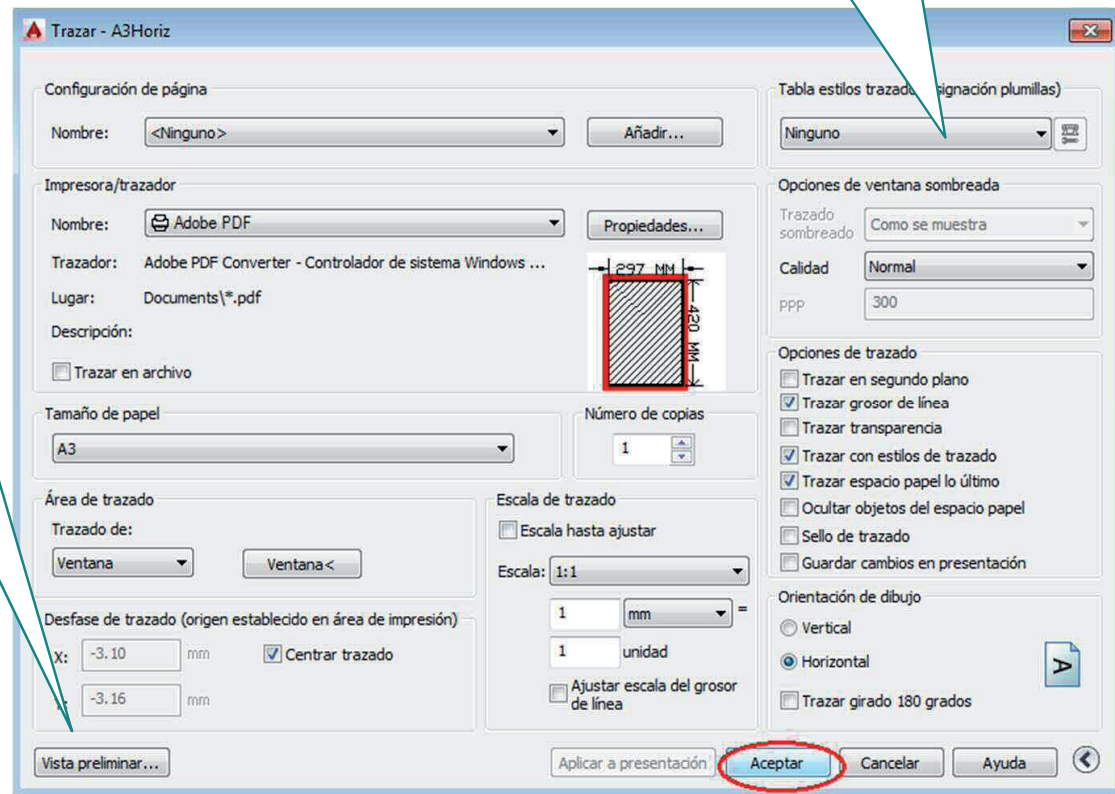 Trazar - A3Horiz
Configuración de página
Nombre: <Ninguno> Añadir...
Tabla estilos trazado signación plumillas)
Ninguno
Impresora/trazador
Nombre: Adobe PDF Propiedades...
Trazador: Adobe PDF Converter - Controlador de sistema Windows ...
Lugar: Documents\*.pdf
Descripción:
Trazar en archivo
297 MM
420 MM
Opciones de ventana sombreada
Trazado sombreado Como se muestra
Calidad Normal
PPP 300
Tamaño de papel
A3
Número de copias
1
Opciones de trazado
Trazar en segundo plano
Trazar grosor de línea
Trazar transparencia
Trazar con estilos de trazado
Trazar espacio papel lo último
Ocultar objetos del espacio papel
Sello de trazado
Guardar cambios en presentación
Área de trazado
Trazado de:
Ventana Ventana<
Escala de trazado
Escala hasta ajustar
Escala: 1:1
1 mm =
1 unidad
Ajustar escala del grosor
de línea
Desfase de trazado (origen establecido en área de impresión)
X: -3.10 mm Centrar trazado
-3.16 mm
Orientación de dibujo
Vertical
Horizontal
A
Trazar girado 180 grados
Vista preliminar... Aplicar a presentación Aceptar Cancelar Ayuda